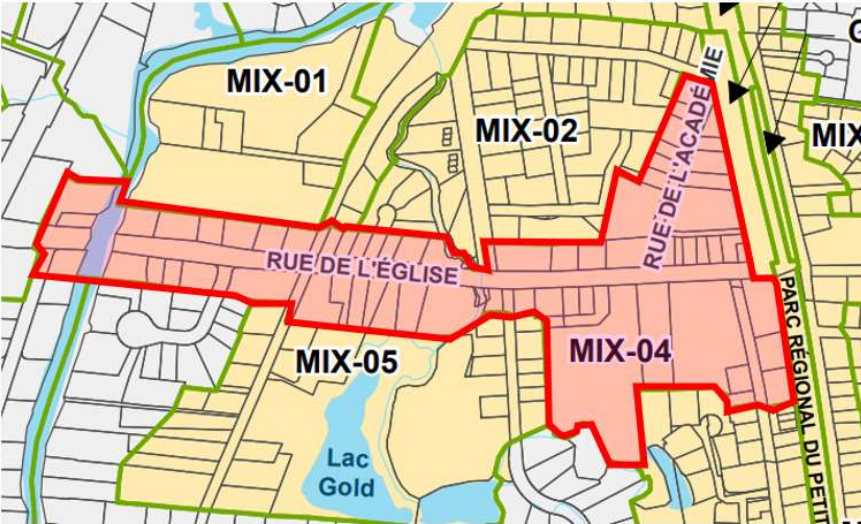 MIX-01
MIX-02
MIX
RUE DE L'ACADÉMIE
RUE DE L'ÉGLISE
MIX-04
MIX-05
PARC RÉGIONAL DU PETIT
Lac
Gold